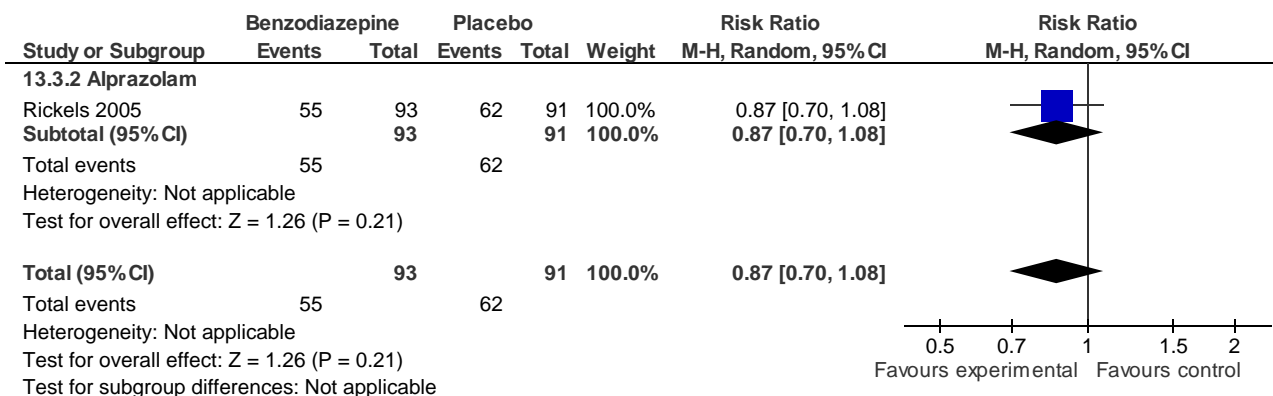 Benzodiazepine Placebo Risk Ratio Risk Ratio
Study or Subgroup Events Total Events Total Weight M-H, Random, 95% CI M-H, Random, 95% CI
13.3.2 Alprazolam
Rickels 2005 55 93 62 91 100.0% 0.87 [0.70, 1.08]
Subtotal (95% CI) 93 91 100.0% 0.87 [0.70, 1.08]
Total events 55 62
Heterogeneity: Not applicable
Test for overall effect: Z = 1.26 (P = 0.21)
Total (95% CI) 93 91 100.0% 0.87 [0.70, 1.08]
Total events 55 62
Heterogeneity: Not applicable
Test for overall effect: Z = 1.26 (P = 0.21)
Test for subgroup differences: Not applicable
0.5 0.7 1 1.5 2
Favours experimental Favours control